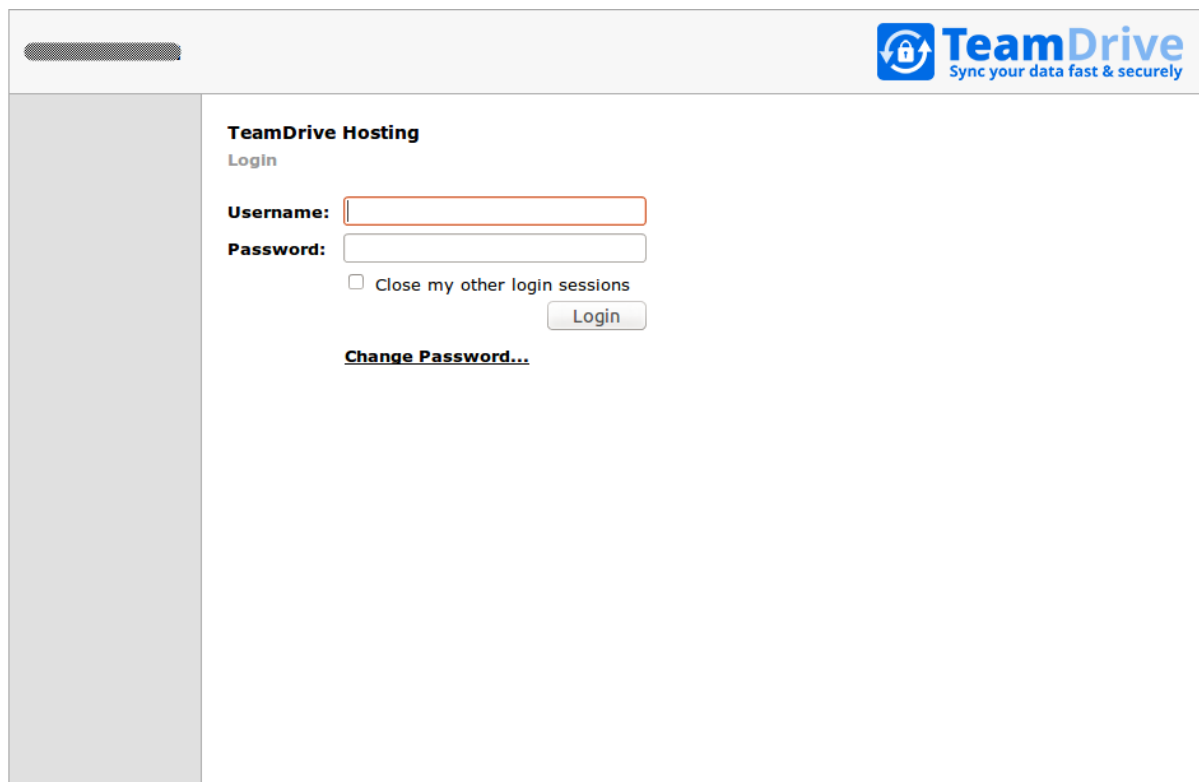 TeamDrive
Sync your data fast & securely
TeamDrive Hosting
Login
Username:
Password:
Close my other login sessions
Login
Change Password...